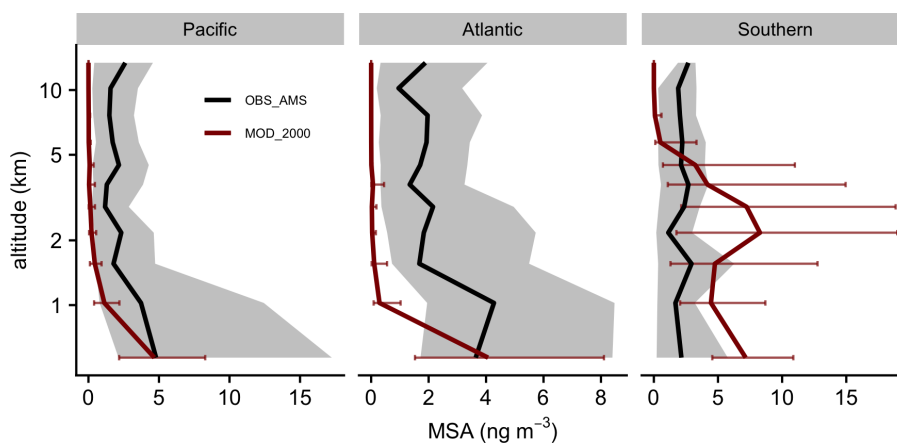 Pacific Atlantic Southern
OBS_AMS
MOD_2000
altitude (km)
10
5
2
1
0 5 10 15
0 2 4 6 8
0 5 10 15
MSA (ng m⁻³)